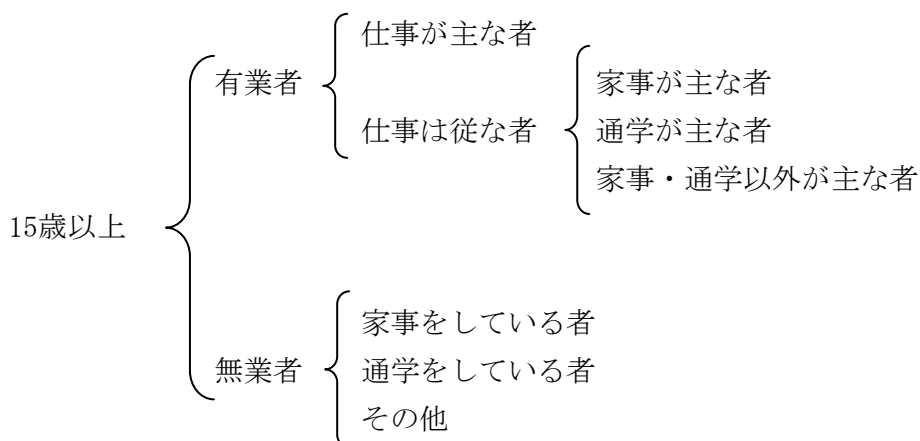 15歳以上
有業者
仕事が主な者
仕事は従な者
家事が主な者
通学が主な者
家事・通学以外が主な者
無業者
家事をしている者
通学をしている者
その他